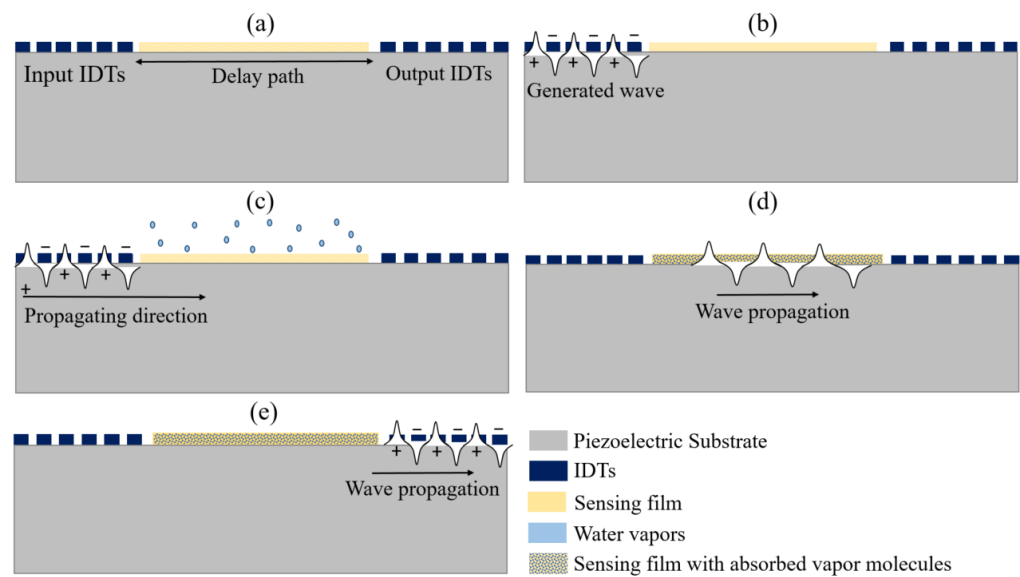 (a)
Input IDTs
Delay path
Output IDTs
(b)
− − −
+ + +
Generated wave
(c)
− − −
+ +
+
Propagating direction
(d)
Wave propagation
(e)
− − −
+ + +
Wave propagation
Piezoelectric Substrate
IDTs
Sensing film
Water vapors
Sensing film with absorbed vapor molecules